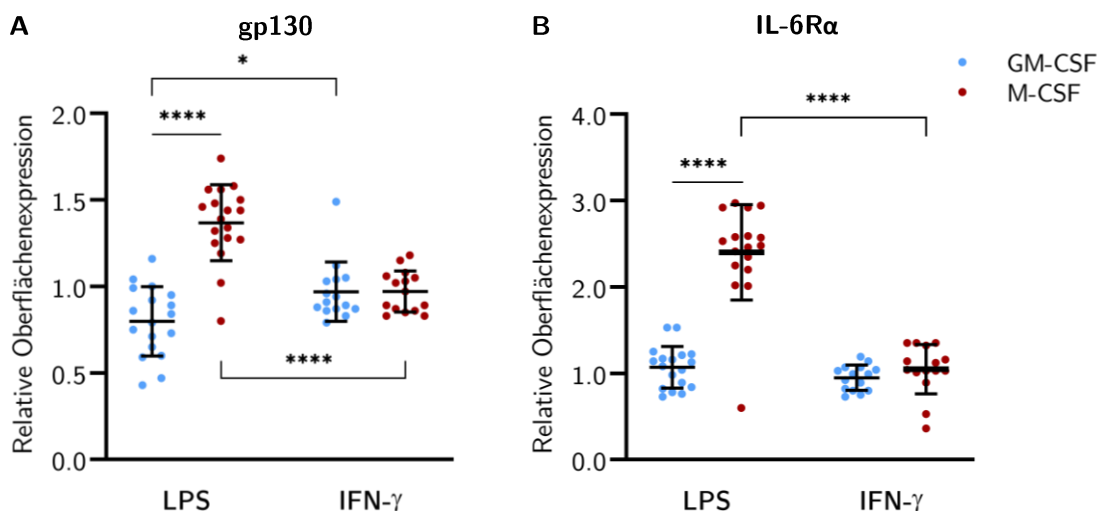 A
gp130
B
IL-6Rα
GM-CSF
M-CSF
Relative Oberflächenexpression
2.0
1.5
1.0
0.5
0.0
*
****
****
LPS
IFN-γ
Relative Oberflächenexpression
4.0
3.0
2.0
1.0
0.0
****
****
LPS
IFN-γ